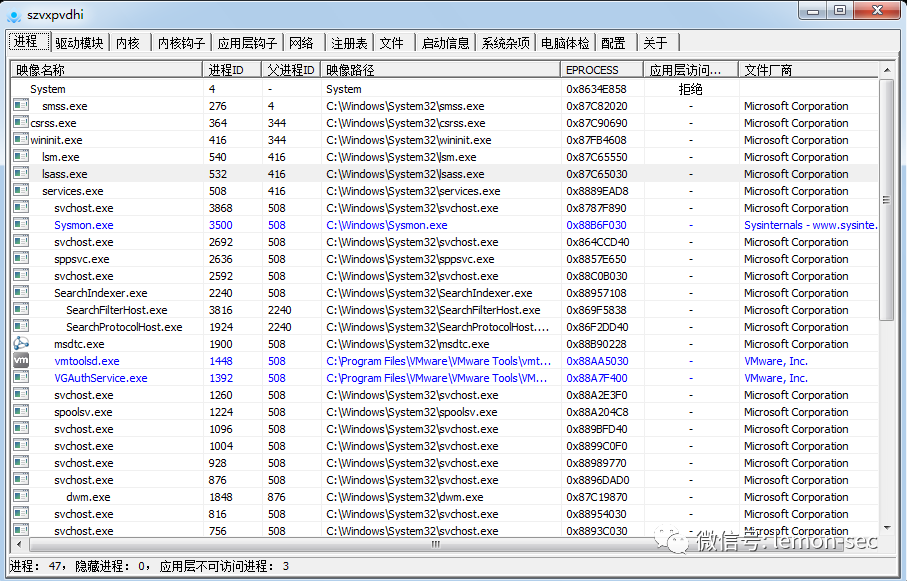 szvxpvdhi
进程 驱动模块 内核 内核钩子 应用层钩子 网络 注册表 文件 启动信息 系统杂项 电脑体检 配置 关于
映像名称 进程ID 父进程ID 映像路径 EPROCESS 应用层访问... 文件厂商
System 4 - System 0x8634E858 拒绝
smss.exe 276 4 C:\Windows\System32\smss.exe 0x87C82020 - Microsoft Corporation
csrss.exe 364 344 C:\Windows\System32\csrss.exe 0x87C90690 - Microsoft Corporation
wininit.exe 416 344 C:\Windows\System32\wininit.exe 0x87FB4608 - Microsoft Corporation
lsm.exe 540 416 C:\Windows\System32\lsm.exe 0x87C65550 - Microsoft Corporation
lsass.exe 532 416 C:\Windows\System32\lsass.exe 0x87C65030 - Microsoft Corporation
services.exe 508 416 C:\Windows\System32\services.exe 0x8889EAD8 - Microsoft Corporation
svchost.exe 3868 508 C:\Windows\System32\svchost.exe 0x8787F890 - Microsoft Corporation
Sysmon.exe 3500 508 C:\Windows\Sysmon.exe 0x88B6F030 - Sysinternals - www.sysinte.
svchost.exe 2692 508 C:\Windows\System32\svchost.exe 0x864CCD40 - Microsoft Corporation
sppsvc.exe 2636 508 C:\Windows\System32\sppsvc.exe 0x8857E650 - Microsoft Corporation
svchost.exe 2592 508 C:\Windows\System32\svchost.exe 0x88C0B030 - Microsoft Corporation
SearchIndexer.exe 2240 508 C:\Windows\System32\SearchIndexer.exe 0x88957108 - Microsoft Corporation
SearchFilterHost.exe 3816 2240 C:\Windows\System32\SearchFilterHost.exe 0x869F5838 - Microsoft Corporation
SearchProtocolHost.exe 1924 2240 C:\Windows\System32\SearchProtocolHost.... 0x86F2DD40 - Microsoft Corporation
msdtc.exe 1900 508 C:\Windows\System32\msdtc.exe 0x88B90228 - Microsoft Corporation
vm vmtoolsd.exe 1448 508 C:\Program Files\VMware\VMware Tools\vmt... 0x88AA5030 - VMware, Inc.
VGAuthService.exe 1392 508 C:\Program Files\VMware\VMware Tools\VM... 0x88A7F400 - VMware, Inc.
svchost.exe 1260 508 C:\Windows\System32\svchost.exe 0x88A2E3F0 - Microsoft Corporation
spoolsv.exe 1224 508 C:\Windows\System32\spoolsv.exe 0x88A204C8 - Microsoft Corporation
svchost.exe 1096 508 C:\Windows\System32\svchost.exe 0x889BFD40 - Microsoft Corporation
svchost.exe 1004 508 C:\Windows\System32\svchost.exe 0x8899C0F0 - Microsoft Corporation
svchost.exe 928 508 C:\Windows\System32\svchost.exe 0x88989770 - Microsoft Corporation
svchost.exe 876 508 C:\Windows\System32\svchost.exe 0x8896DAD0 - Microsoft Corporation
dwm.exe 1848 876 C:\Windows\System32\dwm.exe 0x87C19870 - Microsoft Corporation
svchost.exe 816 508 C:\Windows\System32\svchost.exe 0x88954030 - Microsoft Corporation
svchost.exe 756 508 C:\Windows\System32\svchost.exe 0x8893C030 - Microsoft Corporation
微信号: lemon-sec
进程: 47, 隐藏进程: 0, 应用层不可访问进程: 3